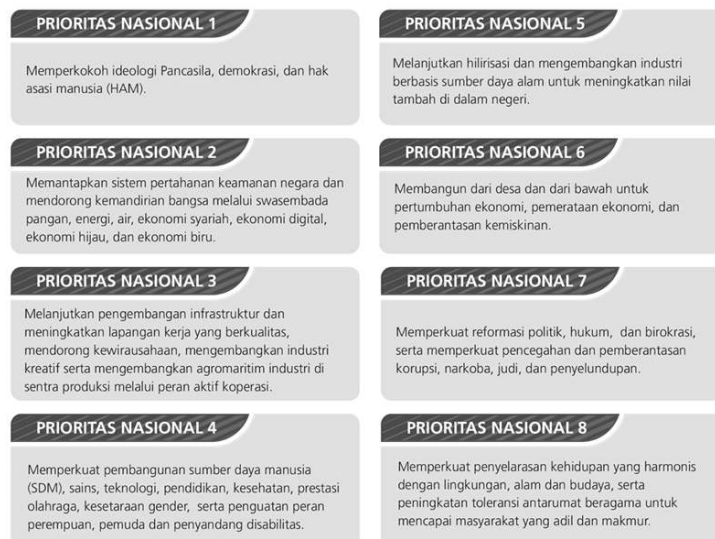 PRIORITAS NASIONAL 1
Memperkokoh ideologi Pancasila, demokrasi, dan hak
asasi manusia (HAM).
PRIORITAS NASIONAL 2
Memantapkan sistem pertahanan keamanan negara dan
mendorong kemandirian bangsa melalui swasembada
pangan, energi, air, ekonomi syariah, ekonomi digital,
ekonomi hijau, dan ekonomi biru.
PRIORITAS NASIONAL 3
Melanjutkan pengembangan infrastruktur dan
meningkatkan lapangan kerja yang berkualitas,
mendorong kewirausahaan, mengembangkan industri
kreatif serta mengembangkan agromaritim industri di
sentra produksi melalui peran aktif koperasi.
PRIORITAS NASIONAL 4
Memperkuat pembangunan sumber daya manusia
(SDM), sains, teknologi, pendidikan, kesehatan, prestasi
olahraga, kesetaraan gender, serta penguatan peran
perempuan, pemuda dan penyandang disabilitas.
PRIORITAS NASIONAL 5
Melanjutkan hilirisasi dan mengembangkan industri
berbasis sumber daya alam untuk meningkatkan nilai
tambah di dalam negeri.
PRIORITAS NASIONAL 6
Membangun dari desa dan dari bawah untuk
pertumbuhan ekonomi, pemerataan ekonomi, dan
pemberantasan kemiskinan.
PRIORITAS NASIONAL 7
Memperkuat reformasi politik, hukum, dan birokrasi,
serta memperkuat pencegahan dan pemberantasan
korupsi, narkoba, judi, dan penyelundupan.
PRIORITAS NASIONAL 8
Memperkuat penyelarasan kehidupan yang harmonis
dengan lingkungan, alam dan budaya, serta
peningkatan toleransi antarumat beragama untuk
mencapai masyarakat yang adil dan makmur.